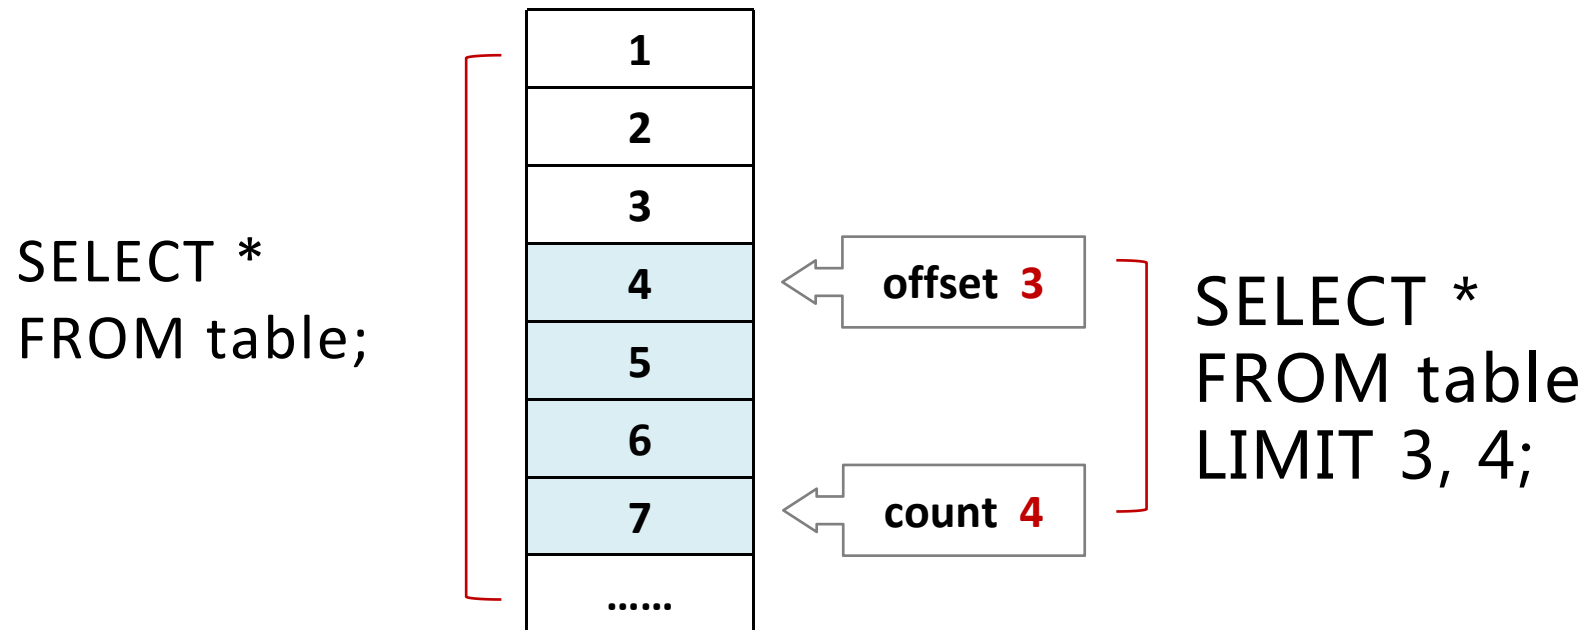 SELECT *
FROM table;
1
2
3
4
5
6
7
......
offset 3
count 4
SELECT *
FROM table
LIMIT 3, 4;